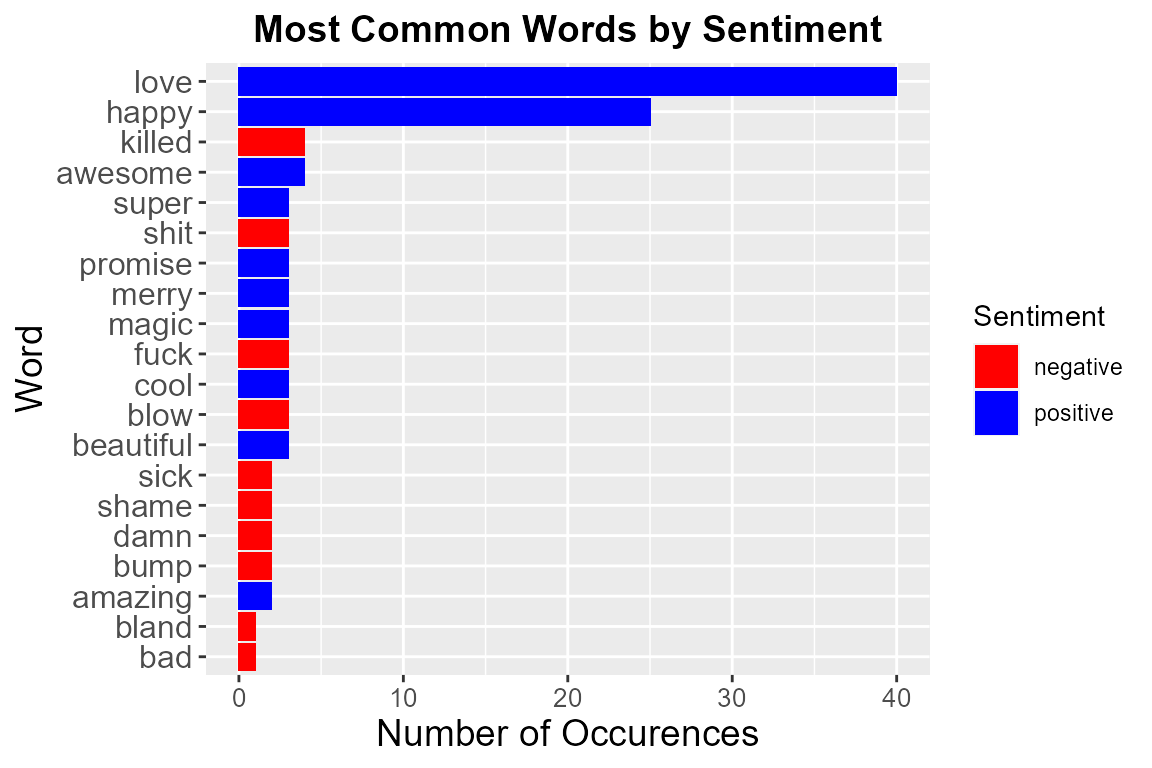 Most Common Words by Sentiment
love
happy
killed
awesome
super
shit
promise
merry
magic
fuck
cool
blow
beautiful
sick
shame
damn
bump
amazing
bland
bad
Word
0 10 20 30 40
Number of Occurences
Sentiment
negative
positive